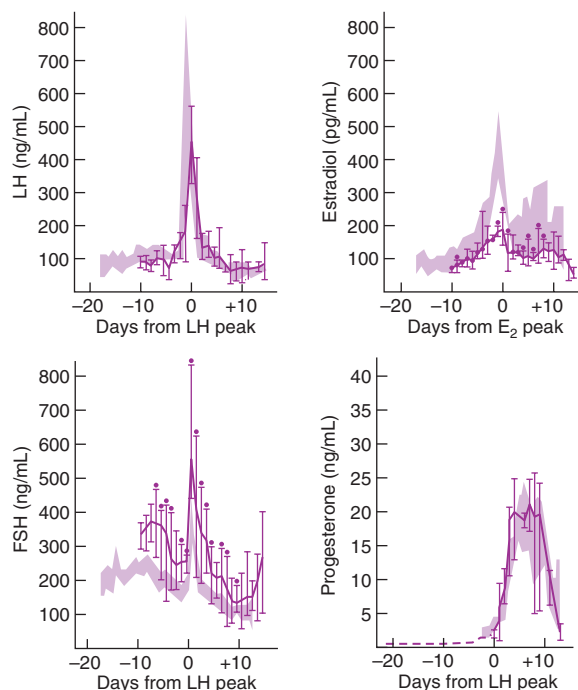 LH (ng/mL)
800
700
600
500
400
300
200
100
−20 −10 0 +10
Days from LH peak
Estradiol (pg/mL)
800
700
600
500
400
300
200
100
−20 −10 0 +10
Days from E2 peak
FSH (ng/mL)
800
700
600
500
400
300
200
100
−20 −10 0 +10
Days from LH peak
Progesterone (ng/mL)
40
35
30
25
20
15
10
5
−20 −10 0 +10
Days from LH peak